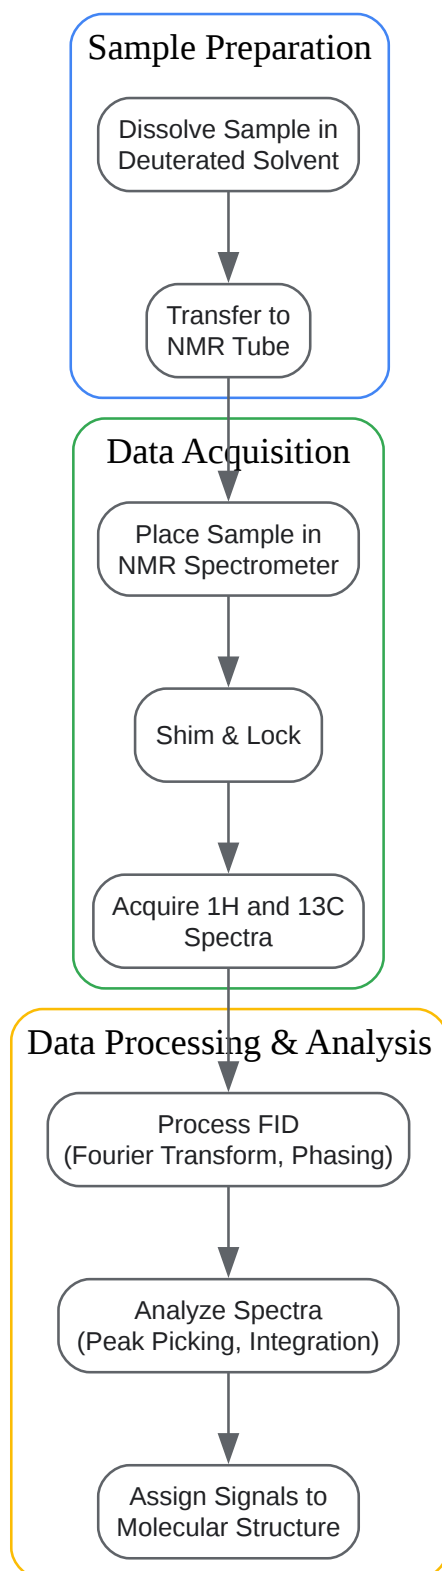 Sample Preparation
Dissolve Sample in
Deuterated Solvent
Transfer to
NMR Tube
Data Acquisition
Place Sample in
NMR Spectrometer
Shim & Lock
Acquire 1H and 13C
Spectra
Data Processing & Analysis
Process FID
(Fourier Transform, Phasing)
Analyze Spectra
(Peak Picking, Integration)
Assign Signals to
Molecular Structure